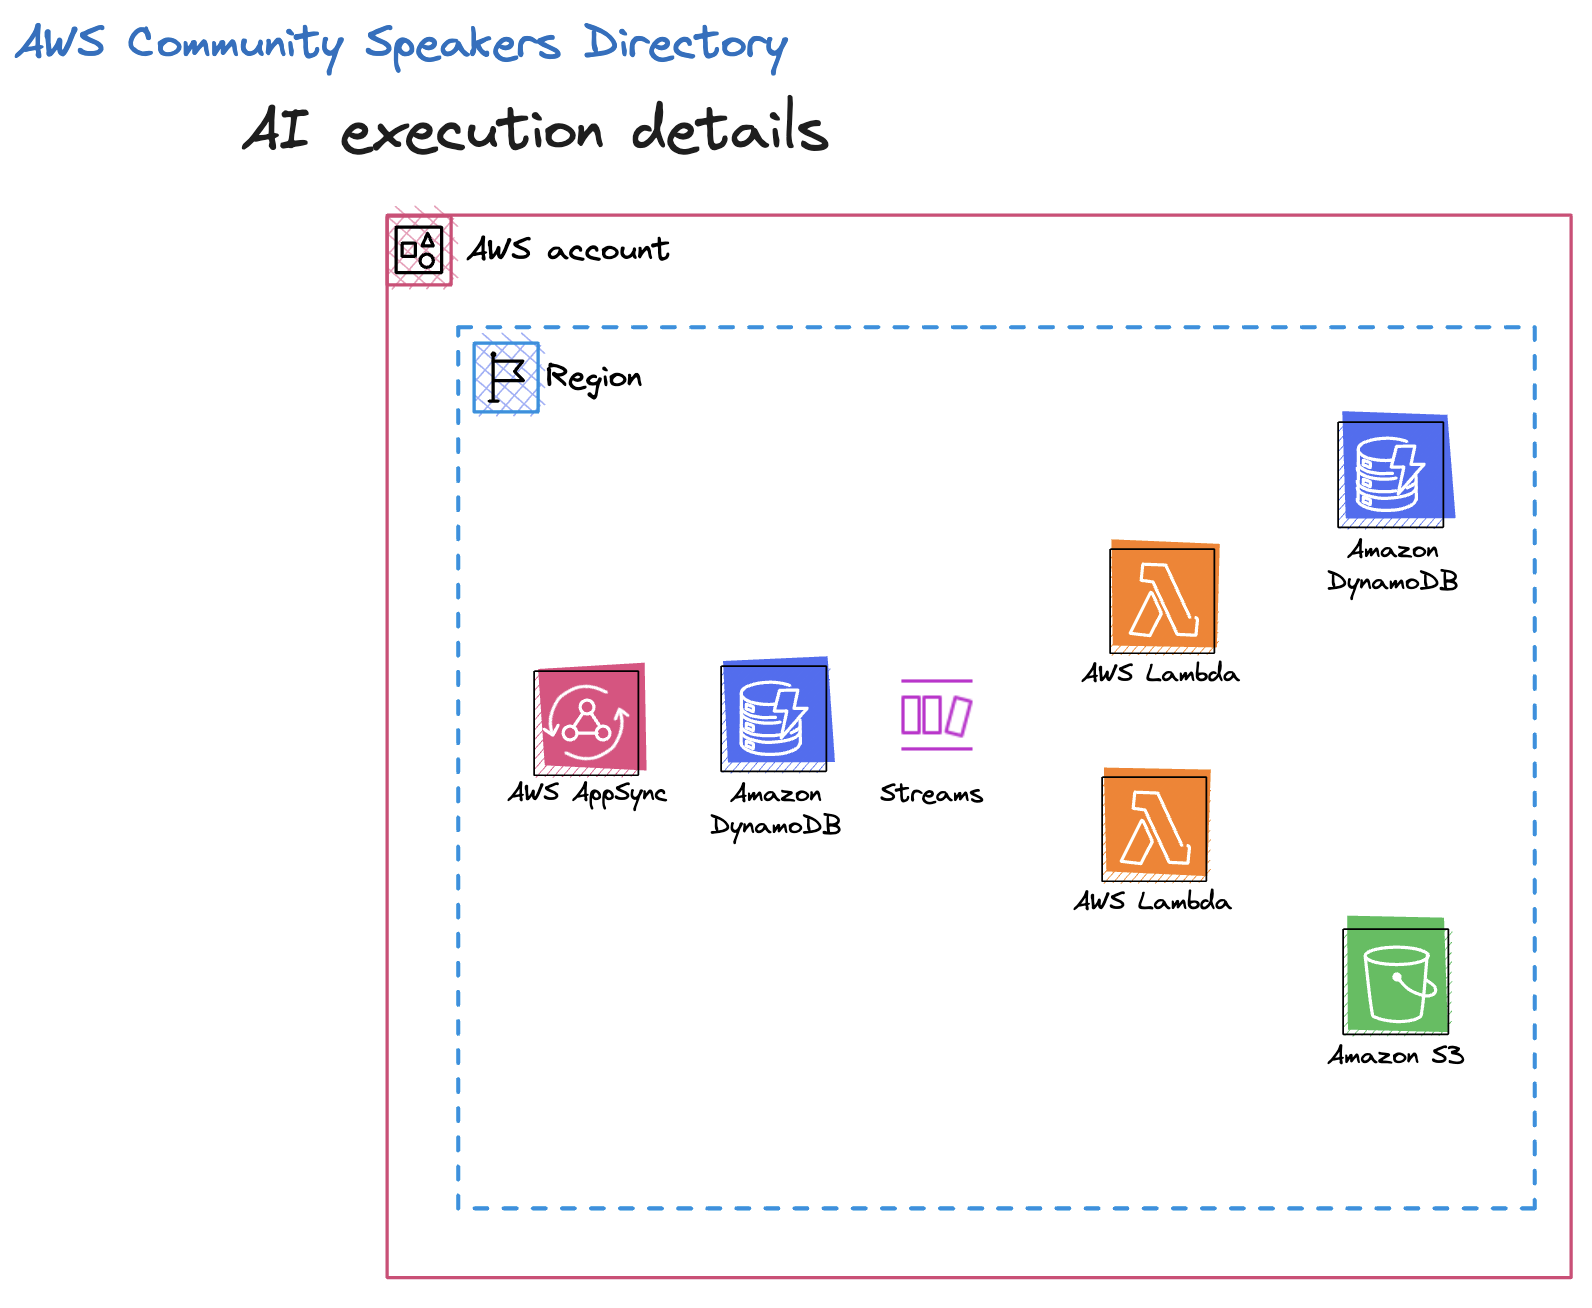 AWS Community Speakers Directory
AI execution details
AWS account
Region
Amazon
DynamoDB
AWS Lambda
AWS AppSync
Amazon
DynamoDB
Streams
AWS Lambda
Amazon S3